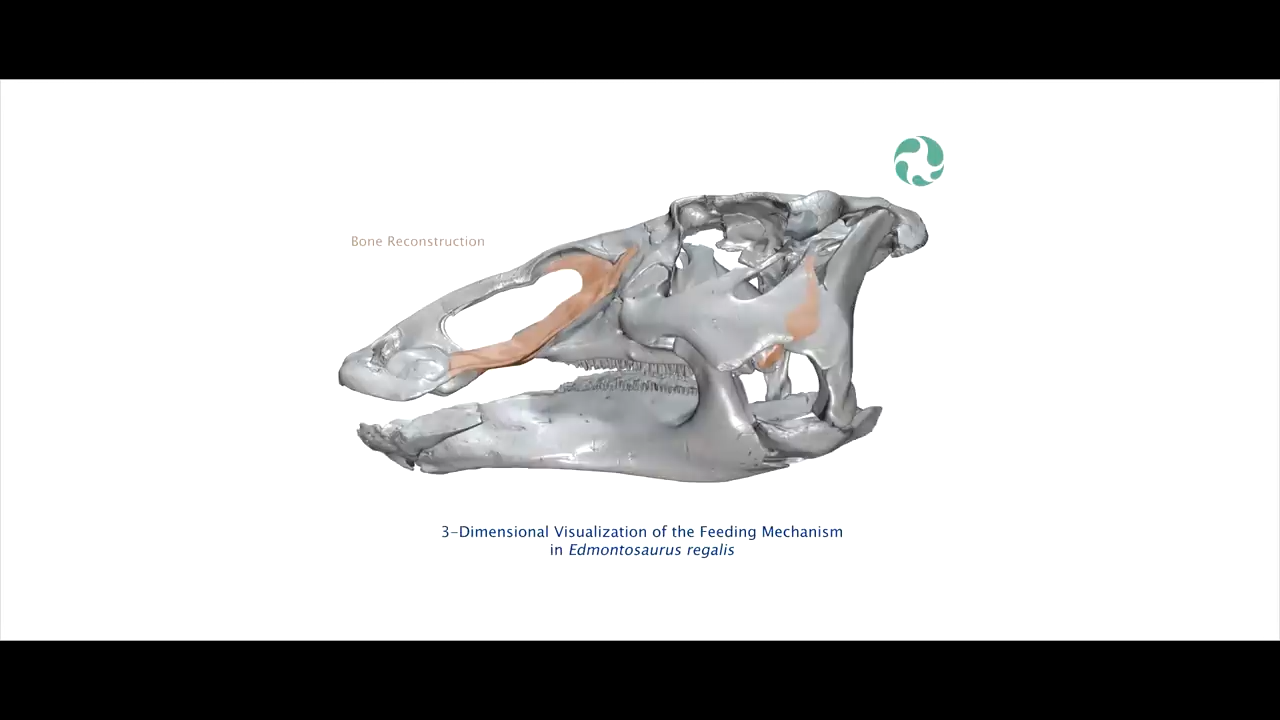 Bone Reconstruction
3-Dimensional Visualization of the Feeding Mechanism
in Edmontosaurus regalis